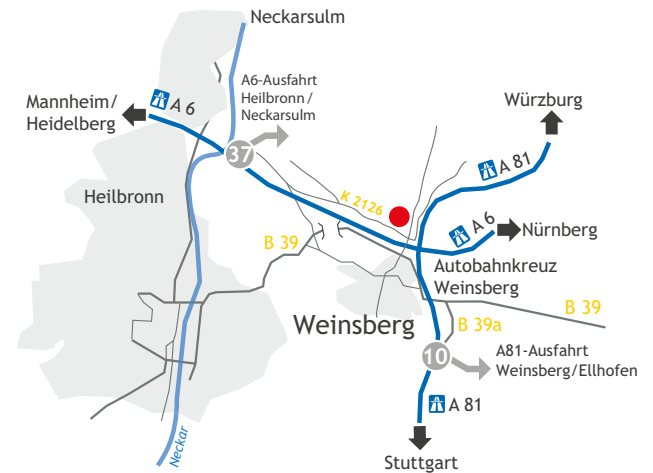 Neckarsulm
A6-Ausfahrt
Heilbronn /
Neckarsulm
Mannheim/
Heidelberg
A 6
Würzburg
37
A 81
Heilbronn
K 2126
A 6
Nürnberg
B 39
Autobahnkreuz
Weinsberg
B 39
Weinsberg
B 39a
10
A81-Ausfahrt
Weinsberg/Ellhofen
A 81
Neckar
Stuttgart